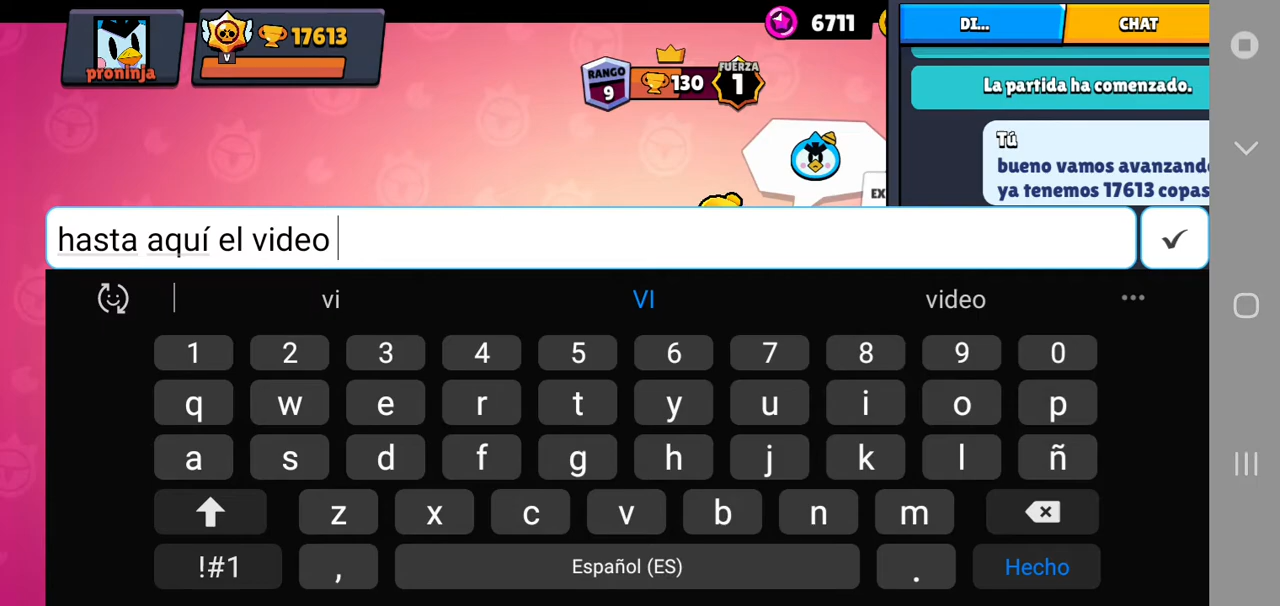 proninja
V
17613
RANGO
9
130
FUERZA
1
6711
DI...
CHAT
La partida ha comenzado.
Tú
bueno vamos avanzand
ya tenemos 17613 copas
EX
hasta aquí el video
vi
VI
video
1 2 3 4 5 6 7 8 9 0
q w e r t y u i o p
a s d f g h j k l ñ
z x c v b n m
!#1 , Español (ES) . Hecho